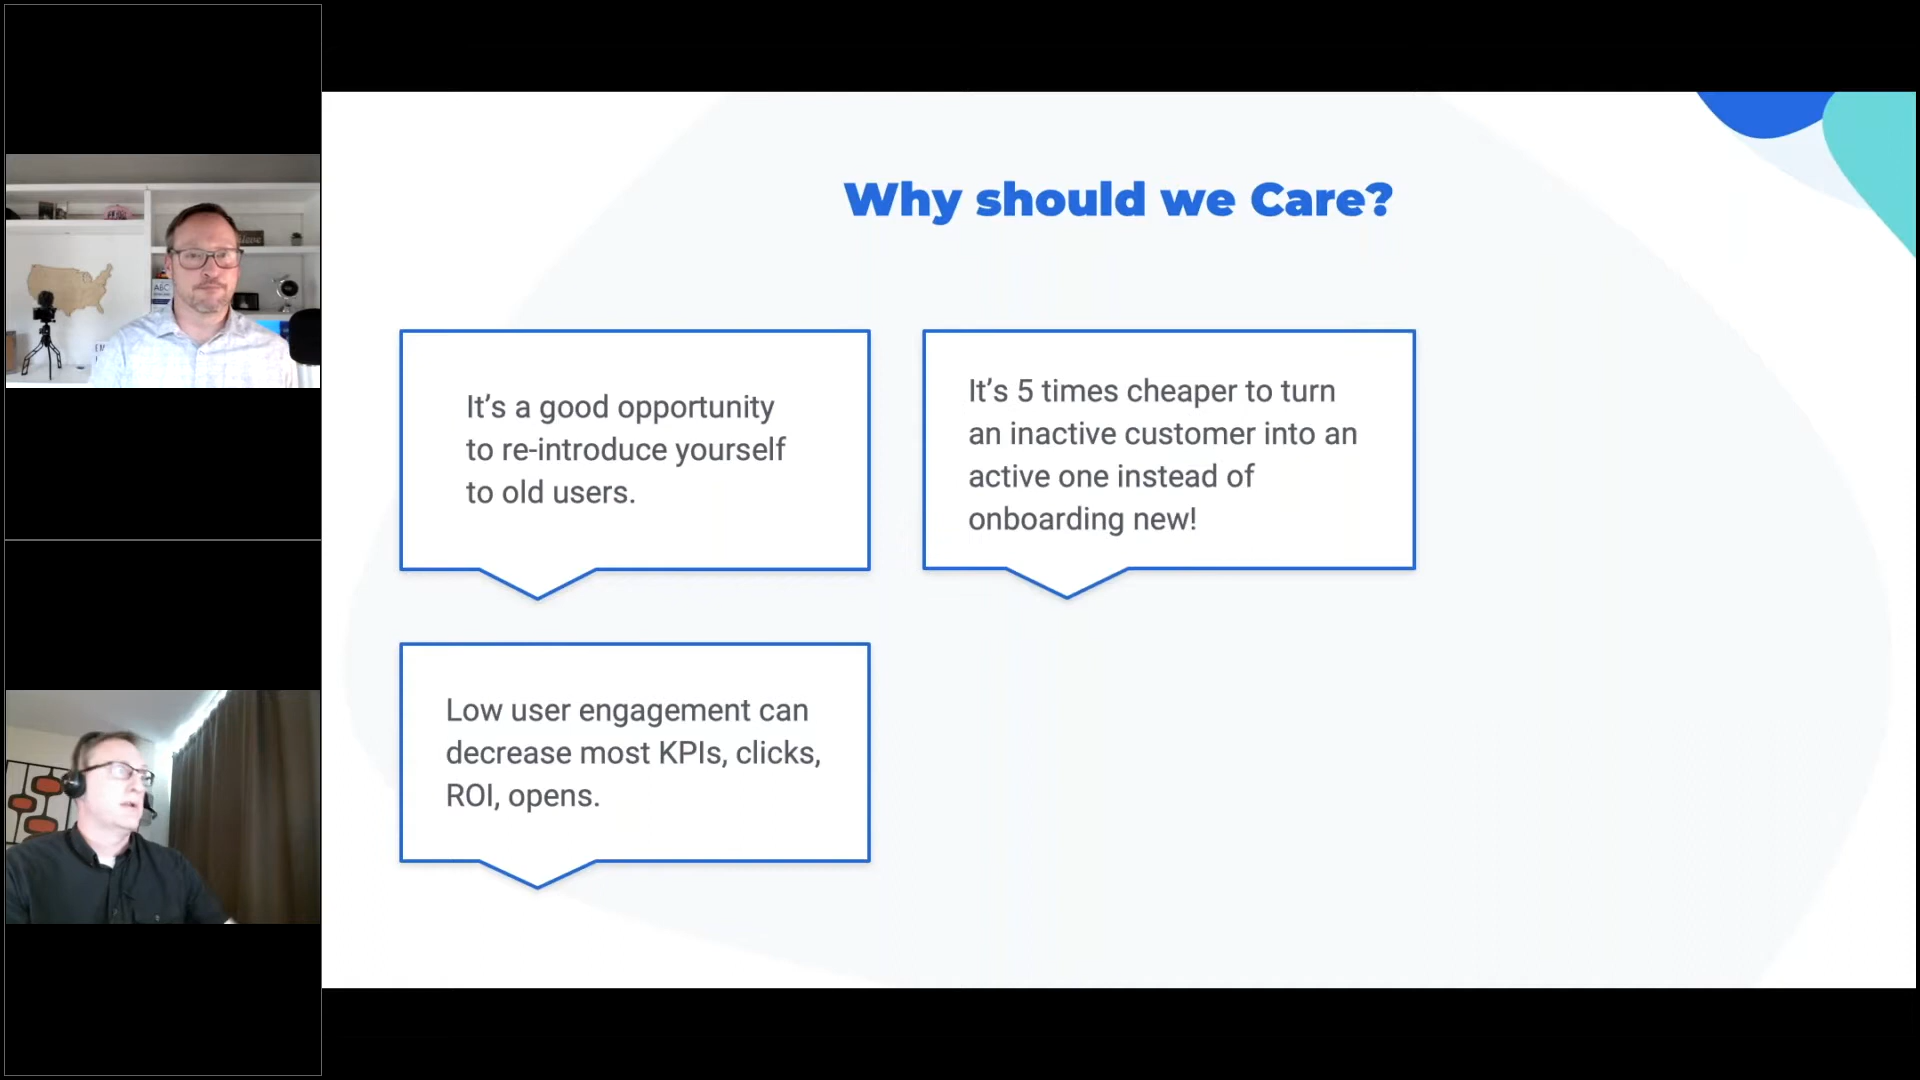 Why should we Care?
It’s a good opportunity
to re-introduce yourself
to old users.
It’s 5 times cheaper to turn
an inactive customer into an
active one instead of
onboarding new!
Low user engagement can
decrease most KPIs, clicks,
ROI, opens.